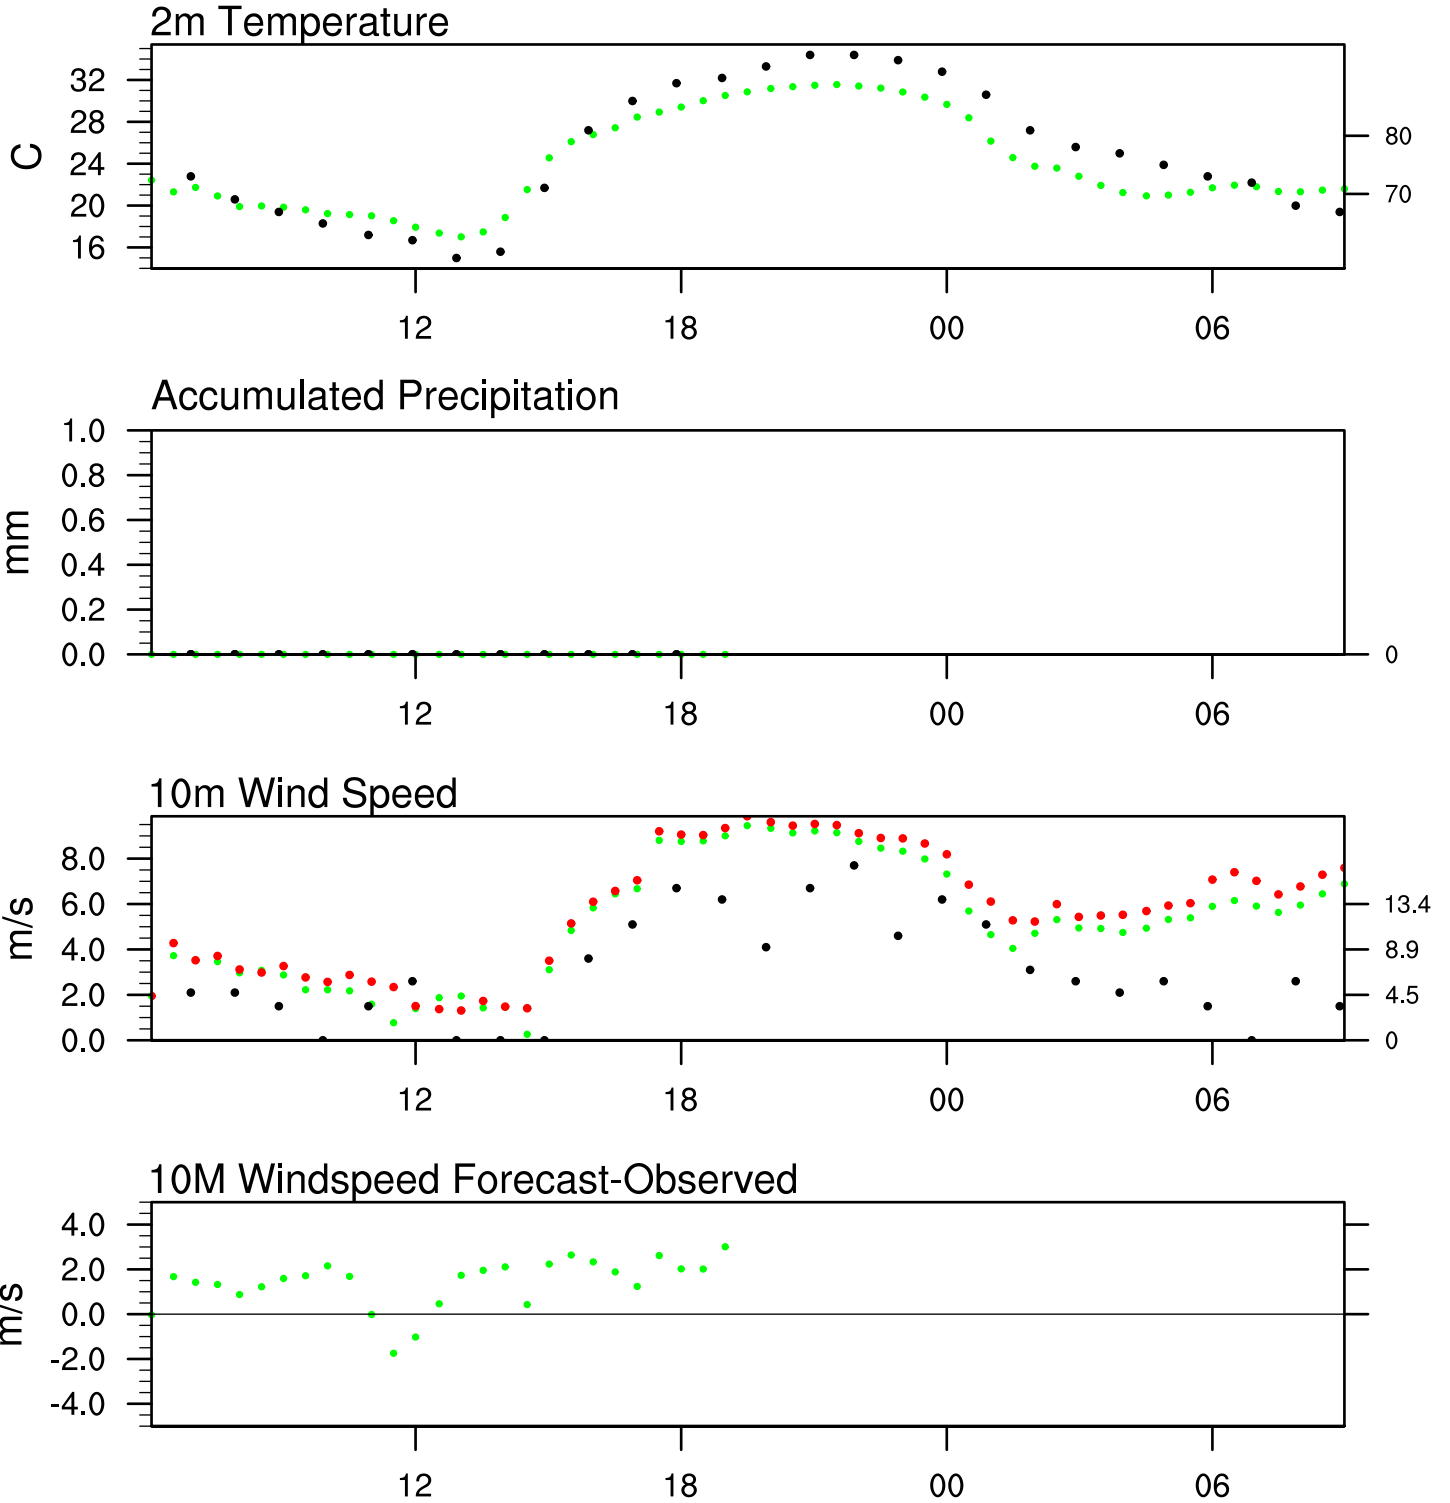 2m Temperature
32
28
24
20
16
C
80
70
12 18 00 06
Accumulated Precipitation
1.0
0.8
0.6
0.4
0.2
0.0
mm
0
12 18 00 06
10m Wind Speed
8.0
6.0
4.0
2.0
0.0
m/s
13.4
8.9
4.5
0
12 18 00 06
10M Windspeed Forecast-Observed
4.0
2.0
0.0
-2.0
-4.0
m/s
12 18 00 06